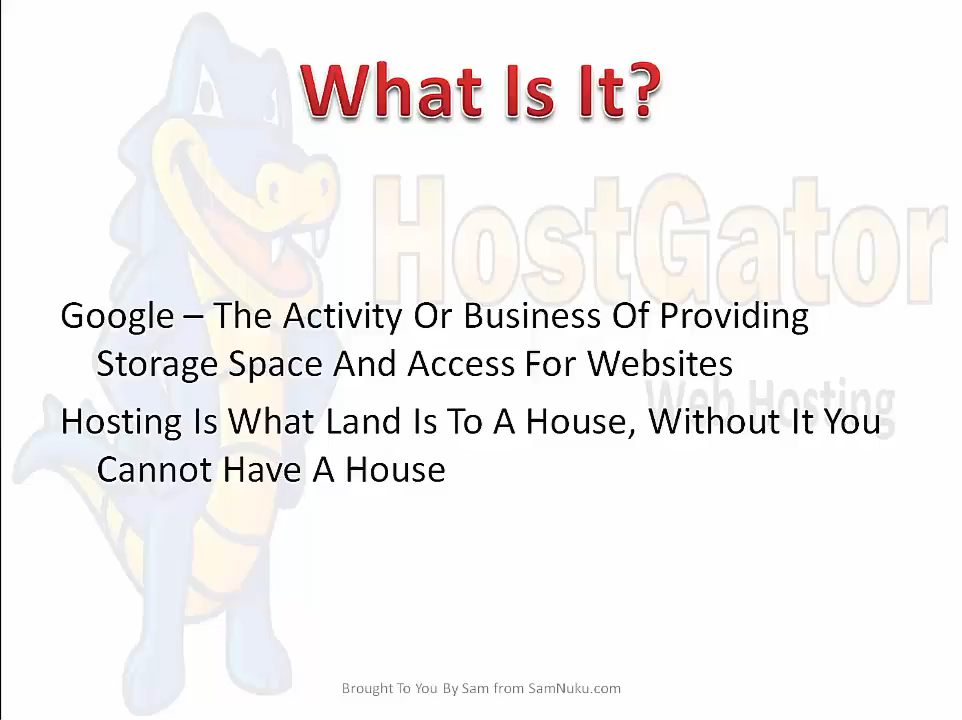 What Is It?
HostGator
Google – The Activity Or Business Of Providing
Storage Space And Access For Websites
Web Hosting
Hosting Is What Land Is To A House, Without It You
Cannot Have A House
Brought To You By Sam from SamNuku.com